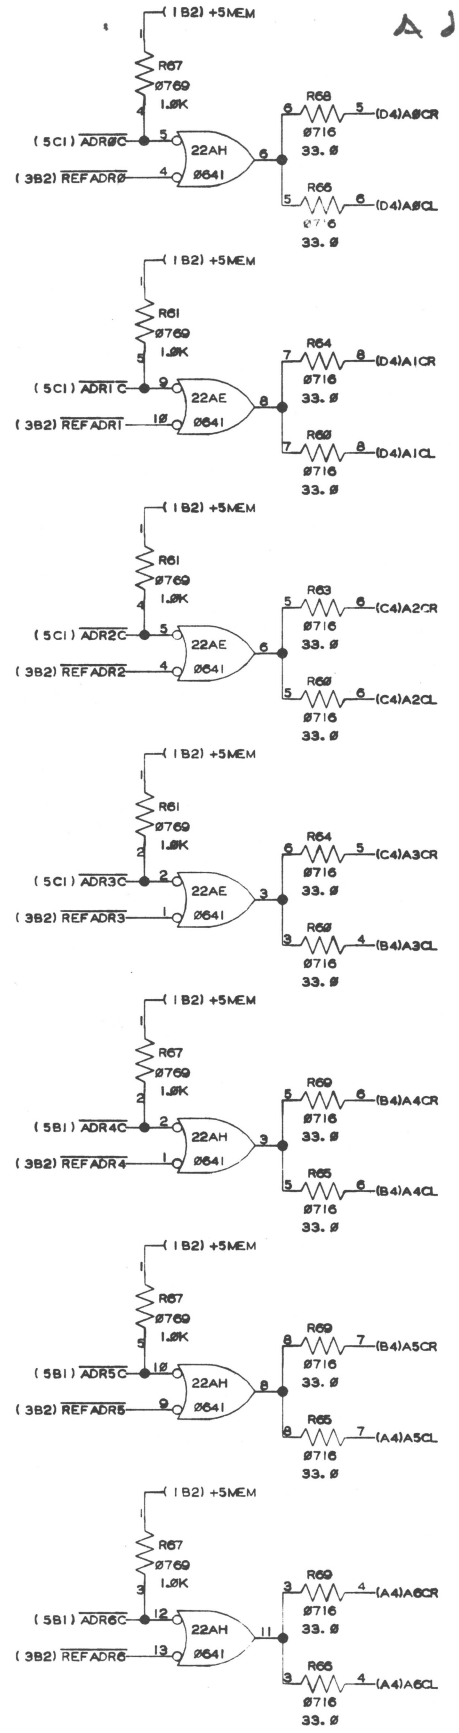 A
( 1B2) +5MEM
1
R67
Ø769
1.ØK
4
R68
6 5 (D4)AØCR
Ø716
33. Ø
( 5C1) ADRØC 5
22AH
6
( 3B2) REFADRØ 4
Ø641
R66
5 6 (D4)AØCL
Ø716
33. Ø
( 1B2) +5MEM
1
R61
Ø769
1.ØK
5
R64
7 8 (D4)A1CR
Ø716
33. Ø
( 5C1) ADR1C 9
22AE
8
( 3B2) REFADR1 1Ø
Ø641
R6Ø
7 8 (D4)A1CL
Ø716
33. Ø
( 1B2) +5MEM
1
R61
Ø769
1.ØK
4
R63
5 6 (C4)A2CR
Ø716
33. Ø
( 5C1) ADR2C 5
22AE
6
( 3B2) REFADR2 4
Ø641
R6Ø
5 6 (C4)A2CL
Ø716
33. Ø
( 1B2) +5MEM
1
R61
Ø769
1.ØK
2
R64
6 5 (C4)A3CR
Ø716
33. Ø
( 5C1) ADR3C 2
22AE
3
( 3B2) REFADR3 1
Ø641
R6Ø
3 4 (B4)A3CL
Ø716
33. Ø
( 1B2) +5MEM
1
R67
Ø769
1.ØK
2
R69
5 6 (B4)A4CR
Ø716
33. Ø
( 5B1) ADR4C 2
22AH
3
( 3B2) REFADR4 1
Ø641
R65
5 6 (B4)A4CL
Ø716
33. Ø
( 1B2) +5MEM
1
R67
Ø769
1.ØK
5
R69
8 7 (B4)A5CR
Ø716
33. Ø
( 5B1) ADR5C 1Ø
22AH
8
( 3B2) REFADR5 9
Ø641
R65
8 7 (A4)A5CL
Ø716
33. Ø
( 1B2) +5MEM
1
R67
Ø769
1.ØK
3
R69
3 4 (A4)A6CR
Ø716
33. Ø
( 5B1) ADR6C 12
22AH
11
( 3B2) REFADR6 13
Ø641
R66
3 4 (A4)A6CL
Ø716
33. Ø